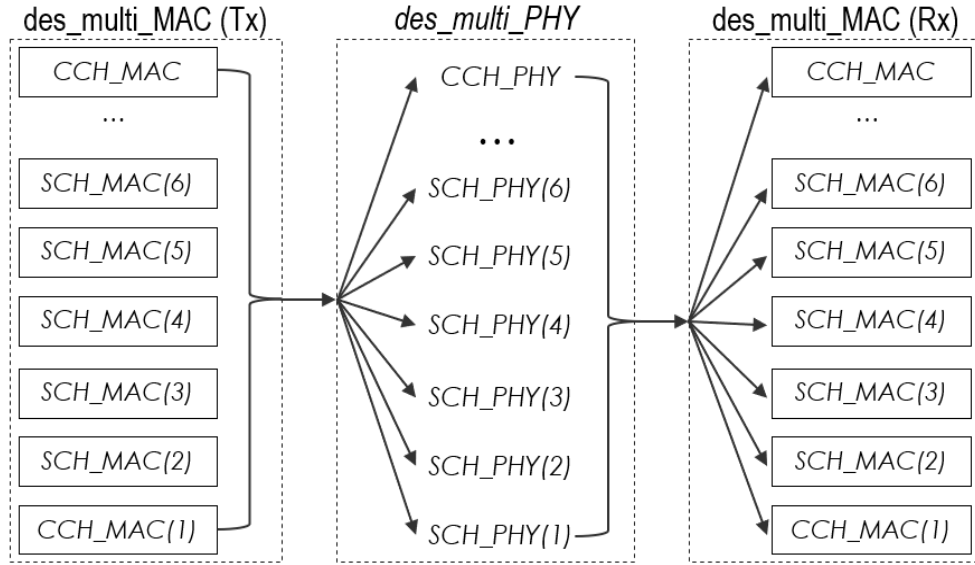 des_multi_MAC (Tx)
CCH_MAC
...
SCH_MAC(6)
SCH_MAC(5)
SCH_MAC(4)
SCH_MAC(3)
SCH_MAC(2)
CCH_MAC(1)
des_multi_PHY
CCH_PHY
...
SCH_PHY(6)
SCH_PHY(5)
SCH_PHY(4)
SCH_PHY(3)
SCH_PHY(2)
SCH_PHY(1)
des_multi_MAC (Rx)
CCH_MAC
...
SCH_MAC(6)
SCH_MAC(5)
SCH_MAC(4)
SCH_MAC(3)
SCH_MAC(2)
CCH_MAC(1)